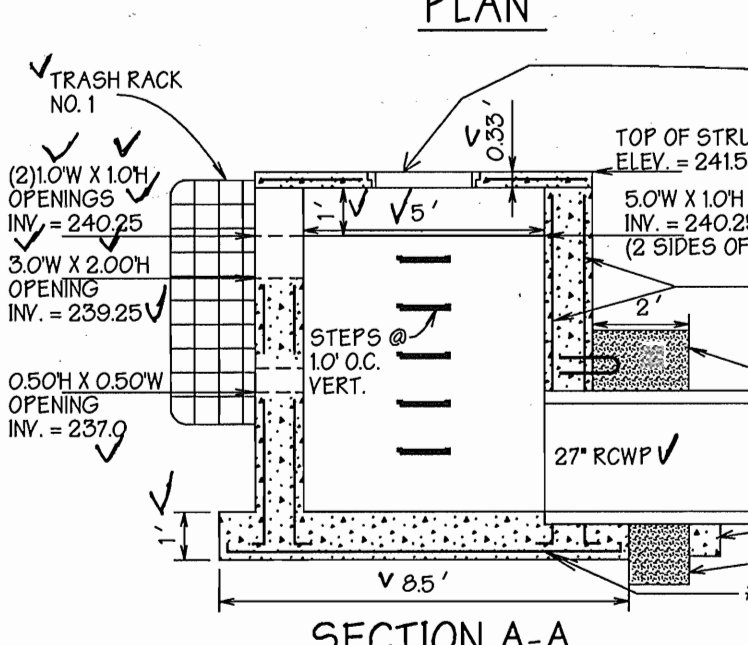 PLAN
TRASH RACK
NO. 1
0.33'
TOP OF STRU
ELEV. = 241.5
(2)1.0'W X 1.0'H
OPENINGS
INV. = 240.25
1'
5'
5.0'W X 1.0'H
INV. = 240.25
(2 SIDES OF
3.0'W X 2.00'H
OPENING
INV. = 239.25
2'
STEPS @
1.0' O.C.
VERT.
0.50'H X 0.50'W
OPENING
INV. = 237.0
27" RCWP
1'
8.5'
SECTION A-A